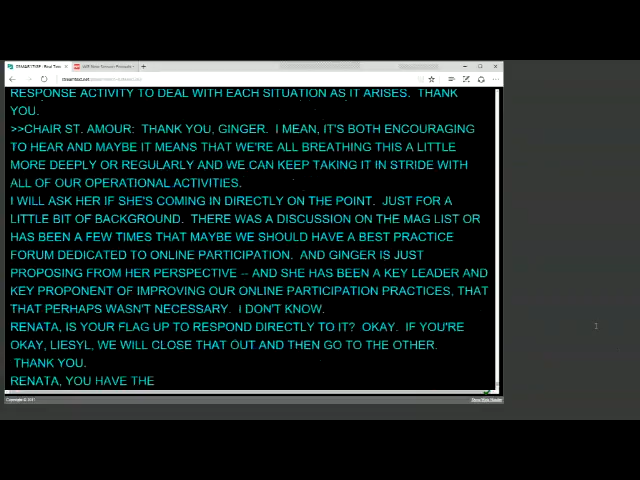 RESPONSE ACTIVITY TO DEAL WITH EACH SITUATION AS IT ARISES.  THANK
YOU.
>>CHAIR ST. AMOUR:  THANK YOU, GINGER.  I MEAN, IT'S BOTH ENCOURAGING
TO HEAR AND MAYBE IT MEANS THAT WE'RE ALL BREATHING THIS A LITTLE
MORE DEEPLY OR REGULARLY AND WE CAN KEEP TAKING IT IN STRIDE WITH
ALL OF OUR OPERATIONAL ACTIVITIES.
I WILL ASK HER IF SHE'S COMING IN DIRECTLY ON THE POINT.  JUST FOR A
LITTLE BIT OF BACKGROUND.  THERE WAS A DISCUSSION ON THE MAG LIST OR
HAS BEEN A FEW TIMES THAT MAYBE WE SHOULD HAVE A BEST PRACTICE
FORUM DEDICATED TO ONLINE PARTICIPATION.  AND GINGER IS JUST
PROPOSING FROM HER PERSPECTIVE -- AND SHE HAS BEEN A KEY LEADER AND
KEY PROPONENT OF IMPROVING OUR ONLINE PARTICIPATION PRACTICES, THAT
THAT PERHAPS WASN'T NECESSARY.  I DON'T KNOW.
RENATA, IS YOUR FLAG UP TO RESPOND DIRECTLY TO IT?  OKAY.  IF YOU'RE
OKAY, LIESYL, WE WILL CLOSE THAT OUT AND THEN GO TO THE OTHER.
THANK YOU.
RENATA, YOU HAVE THE